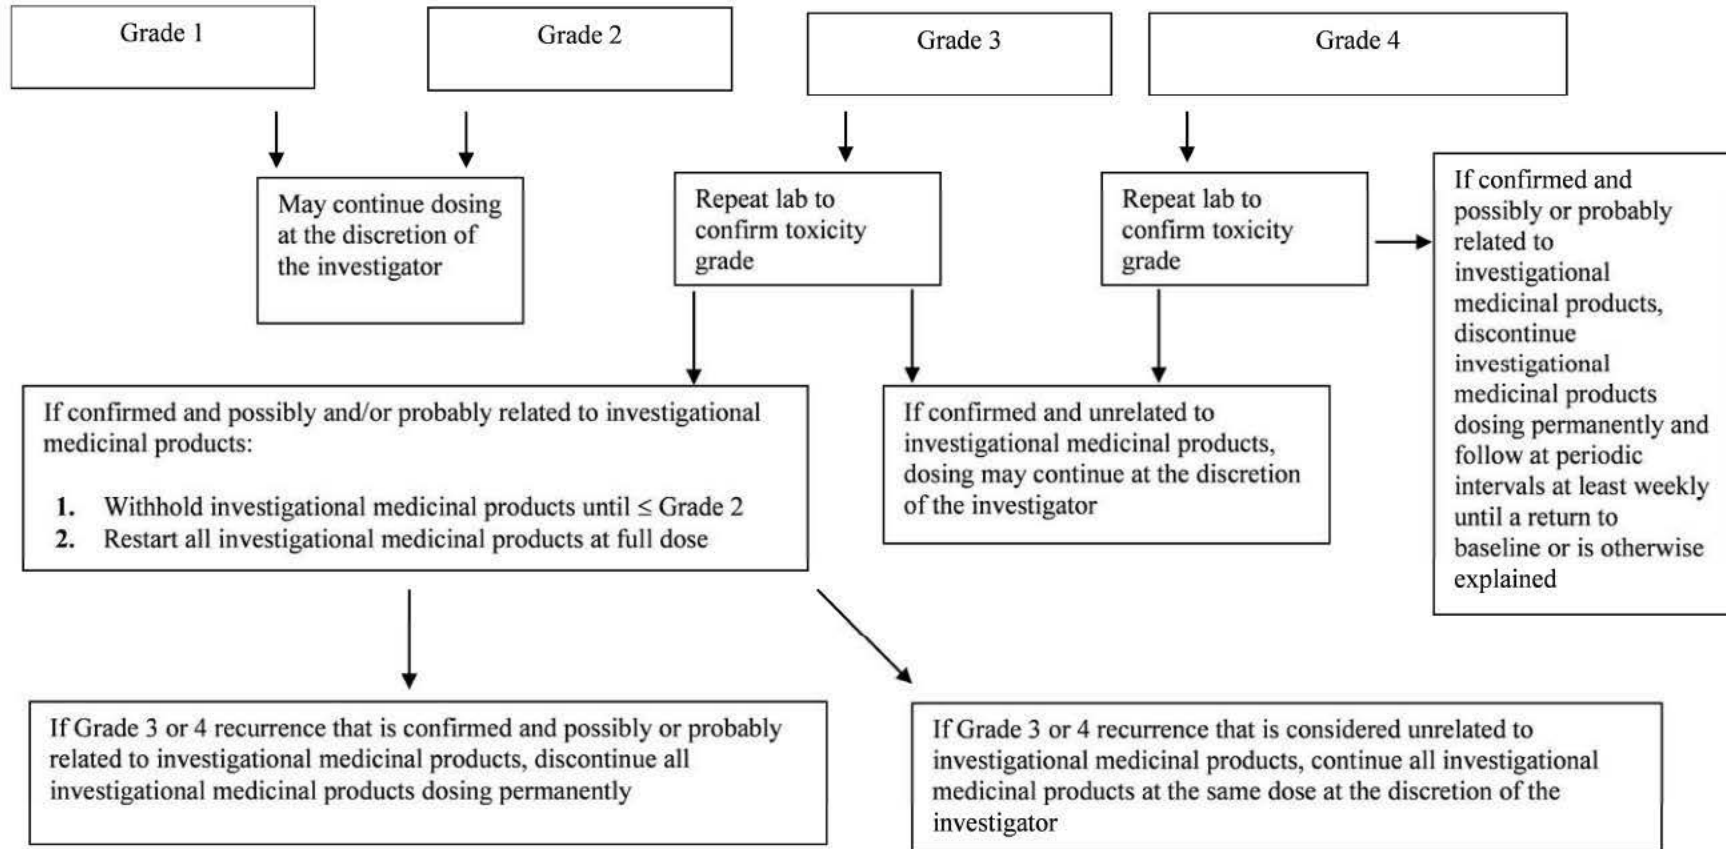 Grade 1
Grade 2
Grade 3
Grade 4
May continue dosing
at the discretion of
the investigator
Repeat lab to
confirm toxicity
grade
Repeat lab to
confirm toxicity
grade
If confirmed and
possibly or probably
related to
investigational
medicinal products,
discontinue
investigational
medicinal products
dosing permanently and
follow at periodic
intervals at least weekly
until a return to
baseline or is otherwise
explained
If confirmed and possibly and/or probably related to investigational
medicinal products:
1. Withhold investigational medicinal products until ≤ Grade 2
2. Restart all investigational medicinal products at full dose
If confirmed and unrelated to
investigational medicinal products,
dosing may continue at the discretion
of the investigator
If Grade 3 or 4 recurrence that is confirmed and possibly or probably
related to investigational medicinal products, discontinue all
investigational medicinal products dosing permanently
If Grade 3 or 4 recurrence that is considered unrelated to
investigational medicinal products, continue all investigational
medicinal products at the same dose at the discretion of the
investigator